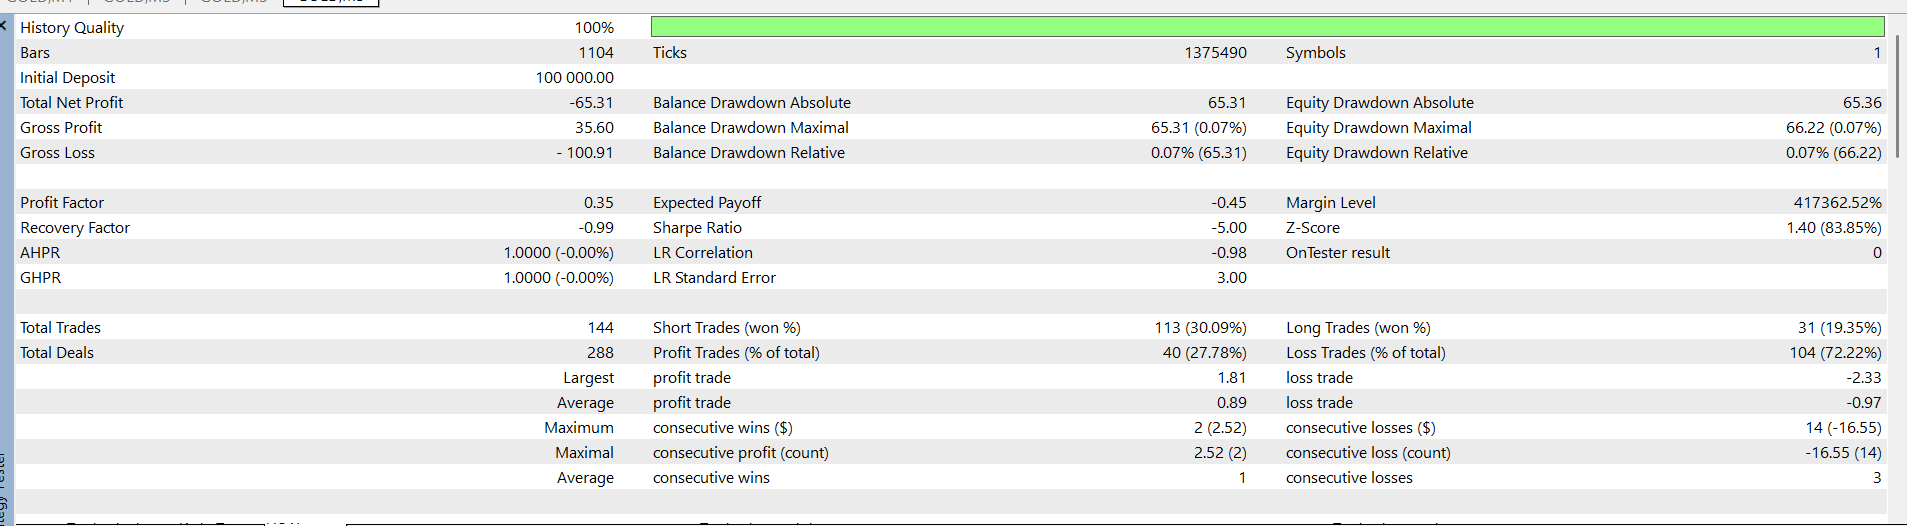 History Quality 100%
Bars 1104 Ticks 1375490 Symbols 1
Initial Deposit 100 000.00
Total Net Profit -65.31 Balance Drawdown Absolute 65.31 Equity Drawdown Absolute 65.36
Gross Profit 35.60 Balance Drawdown Maximal 65.31 (0.07%) Equity Drawdown Maximal 66.22 (0.07%)
Gross Loss - 100.91 Balance Drawdown Relative 0.07% (65.31) Equity Drawdown Relative 0.07% (66.22)
Profit Factor 0.35 Expected Payoff -0.45 Margin Level 417362.52%
Recovery Factor -0.99 Sharpe Ratio -5.00 Z-Score 1.40 (83.85%)
AHPR 1.0000 (-0.00%) LR Correlation -0.98 OnTester result 0
GHPR 1.0000 (-0.00%) LR Standard Error 3.00
Total Trades 144 Short Trades (won %) 113 (30.09%) Long Trades (won %) 31 (19.35%)
Total Deals 288 Profit Trades (% of total) 40 (27.78%) Loss Trades (% of total) 104 (72.22%)
Largest profit trade 1.81 loss trade -2.33
Average profit trade 0.89 loss trade -0.97
Maximum consecutive wins ($) 2 (2.52) consecutive losses ($) 14 (-16.55)
Maximal consecutive profit (count) 2.52 (2) consecutive loss (count) -16.55 (14)
Average consecutive wins 1 consecutive losses 3